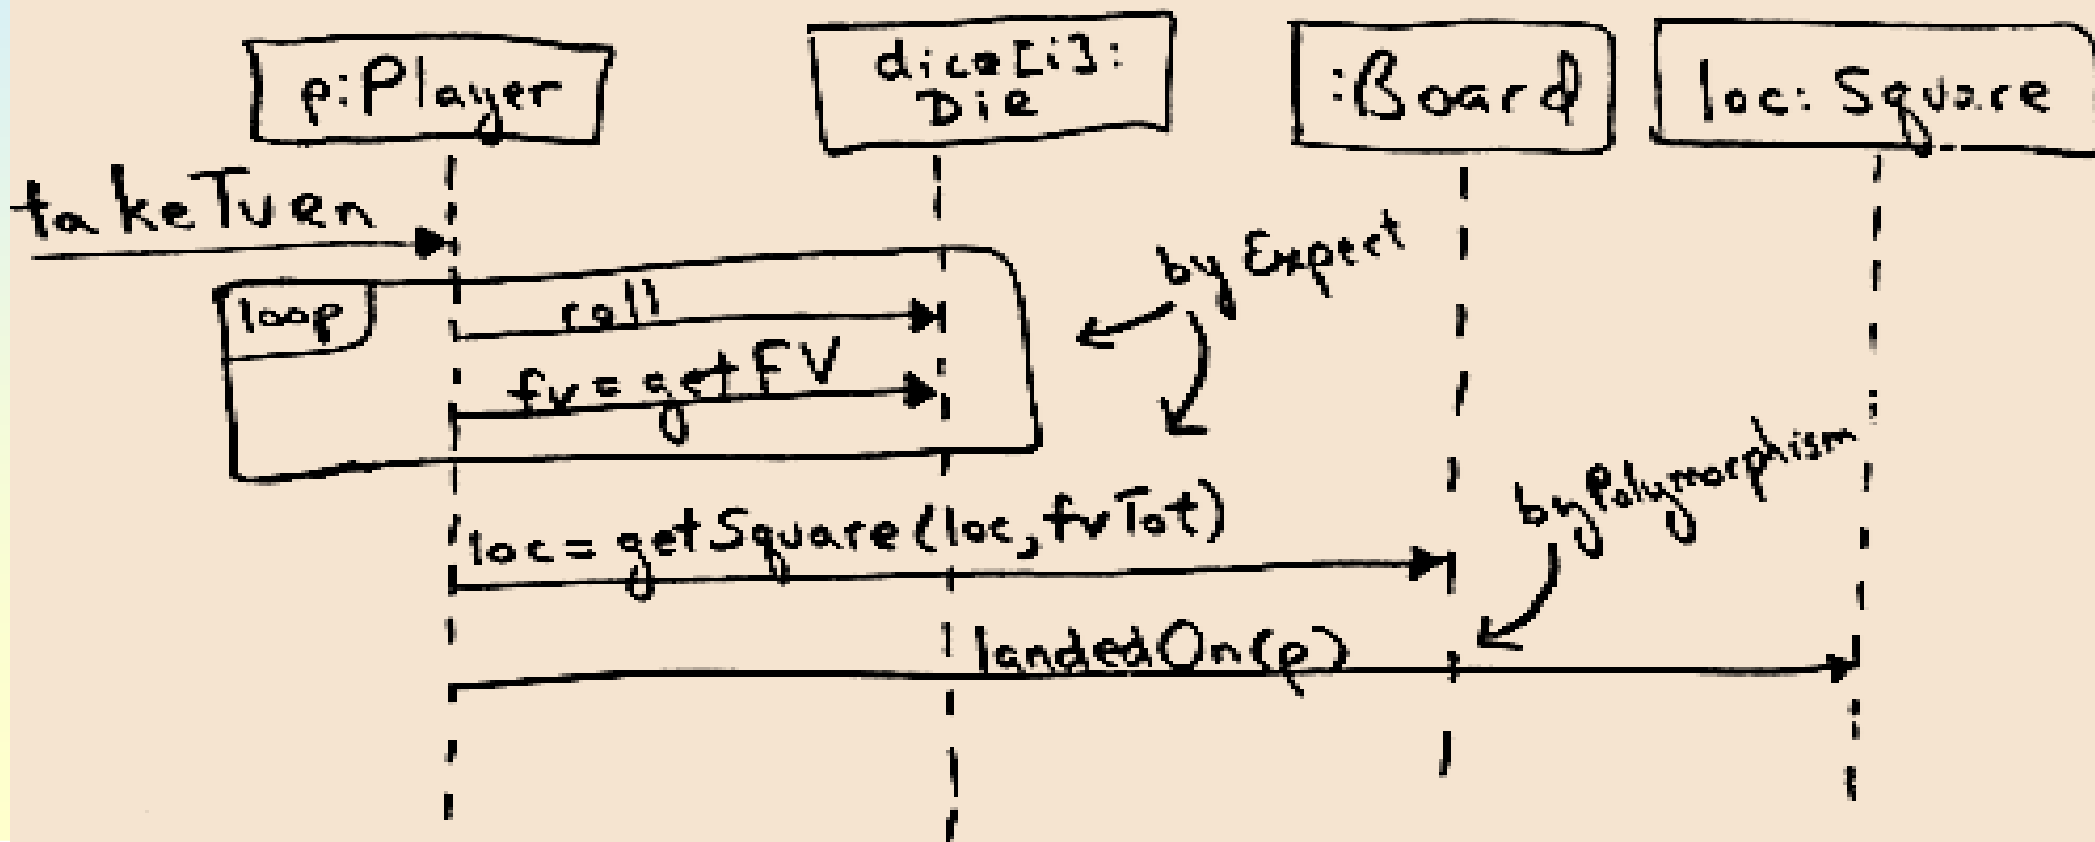 p:Player
dice[i]:
Die
:Board
loc: Square
takeTurn
by Expert
loop
roll
fv = getFV
by Polymorphism
loc = getSquare(loc, fvTot)
landedOn(p)